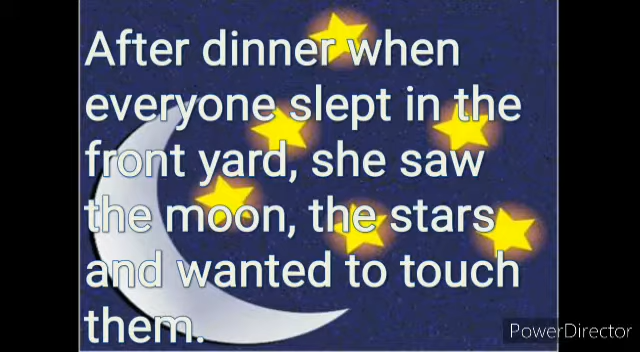 After dinner when
everyone slept in the
front yard, she saw
the moon, the stars
and wanted to touch
them.
PowerDirector